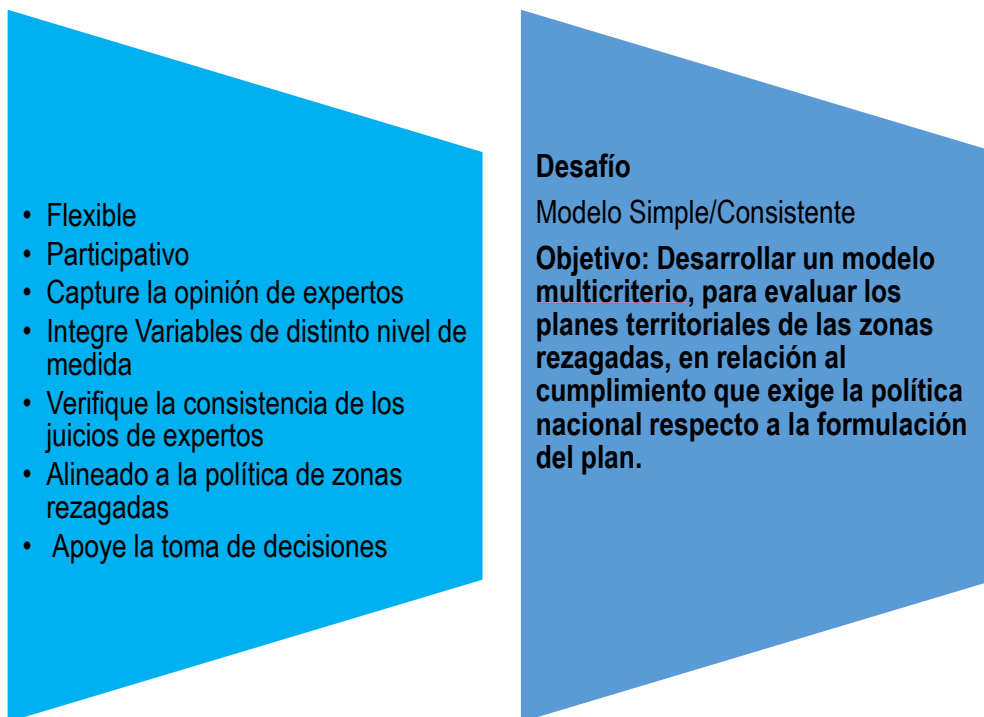 • Flexible
• Participativo
• Capture la opinión de expertos
• Integre Variables de distinto nivel de
medida
• Verifique la consistencia de los
juicios de expertos
• Alineado a la política de zonas
rezagadas
• Apoye la toma de decisiones
Desafío
Modelo Simple/Consistente
Objetivo: Desarrollar un modelo
multicriterio, para evaluar los
planes territoriales de las zonas
rezagadas, en relación al
cumplimiento que exige la política
nacional respecto a la formulación
del plan.